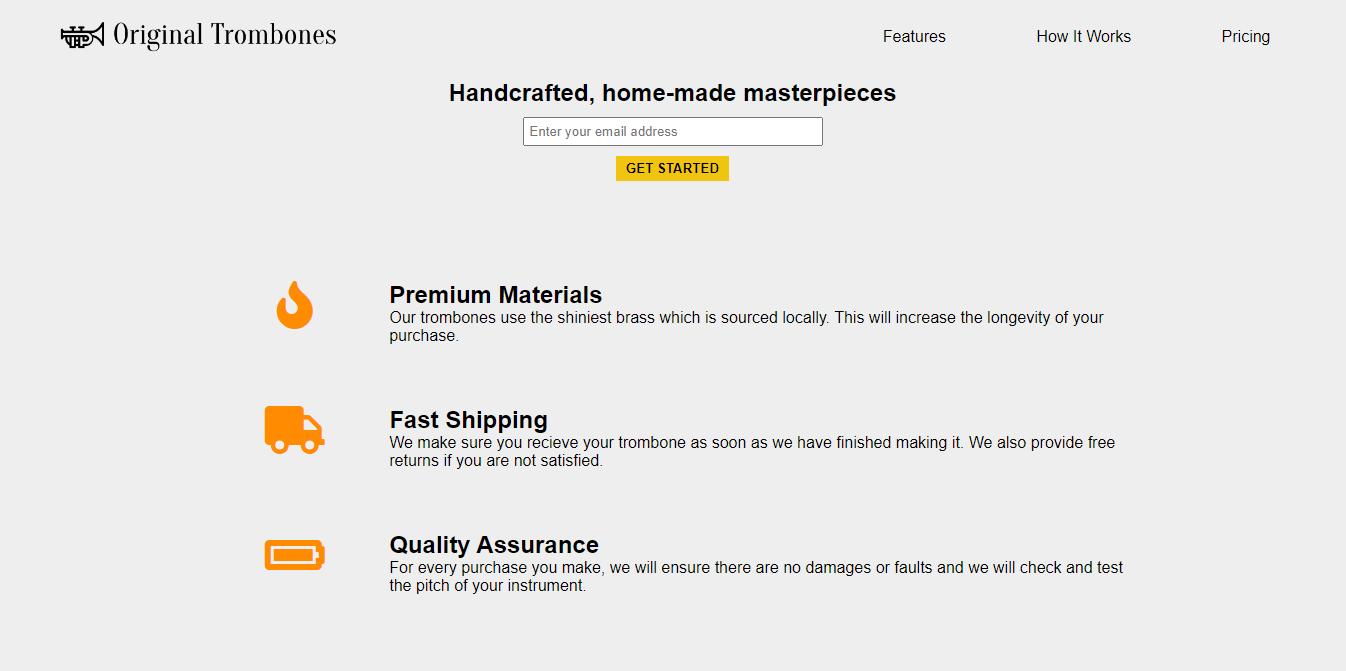 Original Trombones
Features
How It Works
Pricing
Handcrafted, home-made masterpieces
Enter your email address
GET STARTED
Premium Materials
Our trombones use the shiniest brass which is sourced locally. This will increase the longevity of your
purchase.
Fast Shipping
We make sure you recieve your trombone as soon as we have finished making it. We also provide free
returns if you are not satisfied.
Quality Assurance
For every purchase you make, we will ensure there are no damages or faults and we will check and test
the pitch of your instrument.